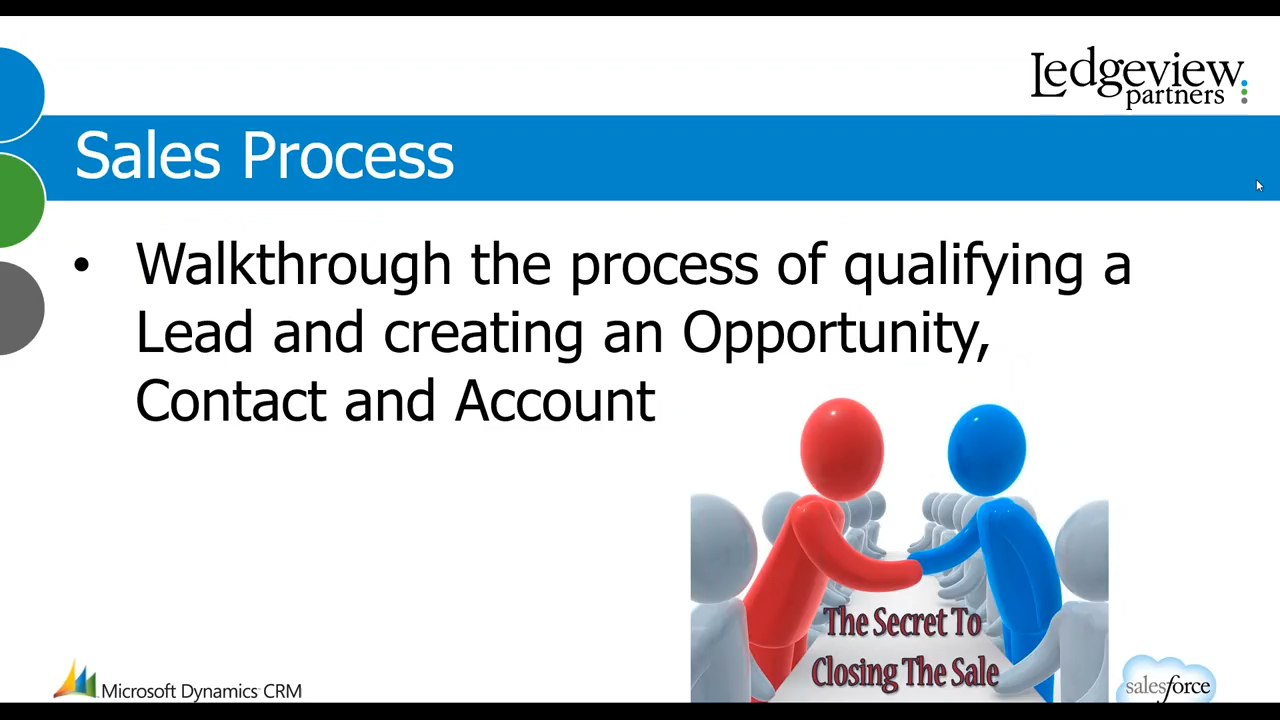 Ledgeview
partners
Sales Process
• Walkthrough the process of qualifying a
Lead and creating an Opportunity,
Contact and Account
The Secret To
Closing The Sale
Microsoft Dynamics CRM
salesforce